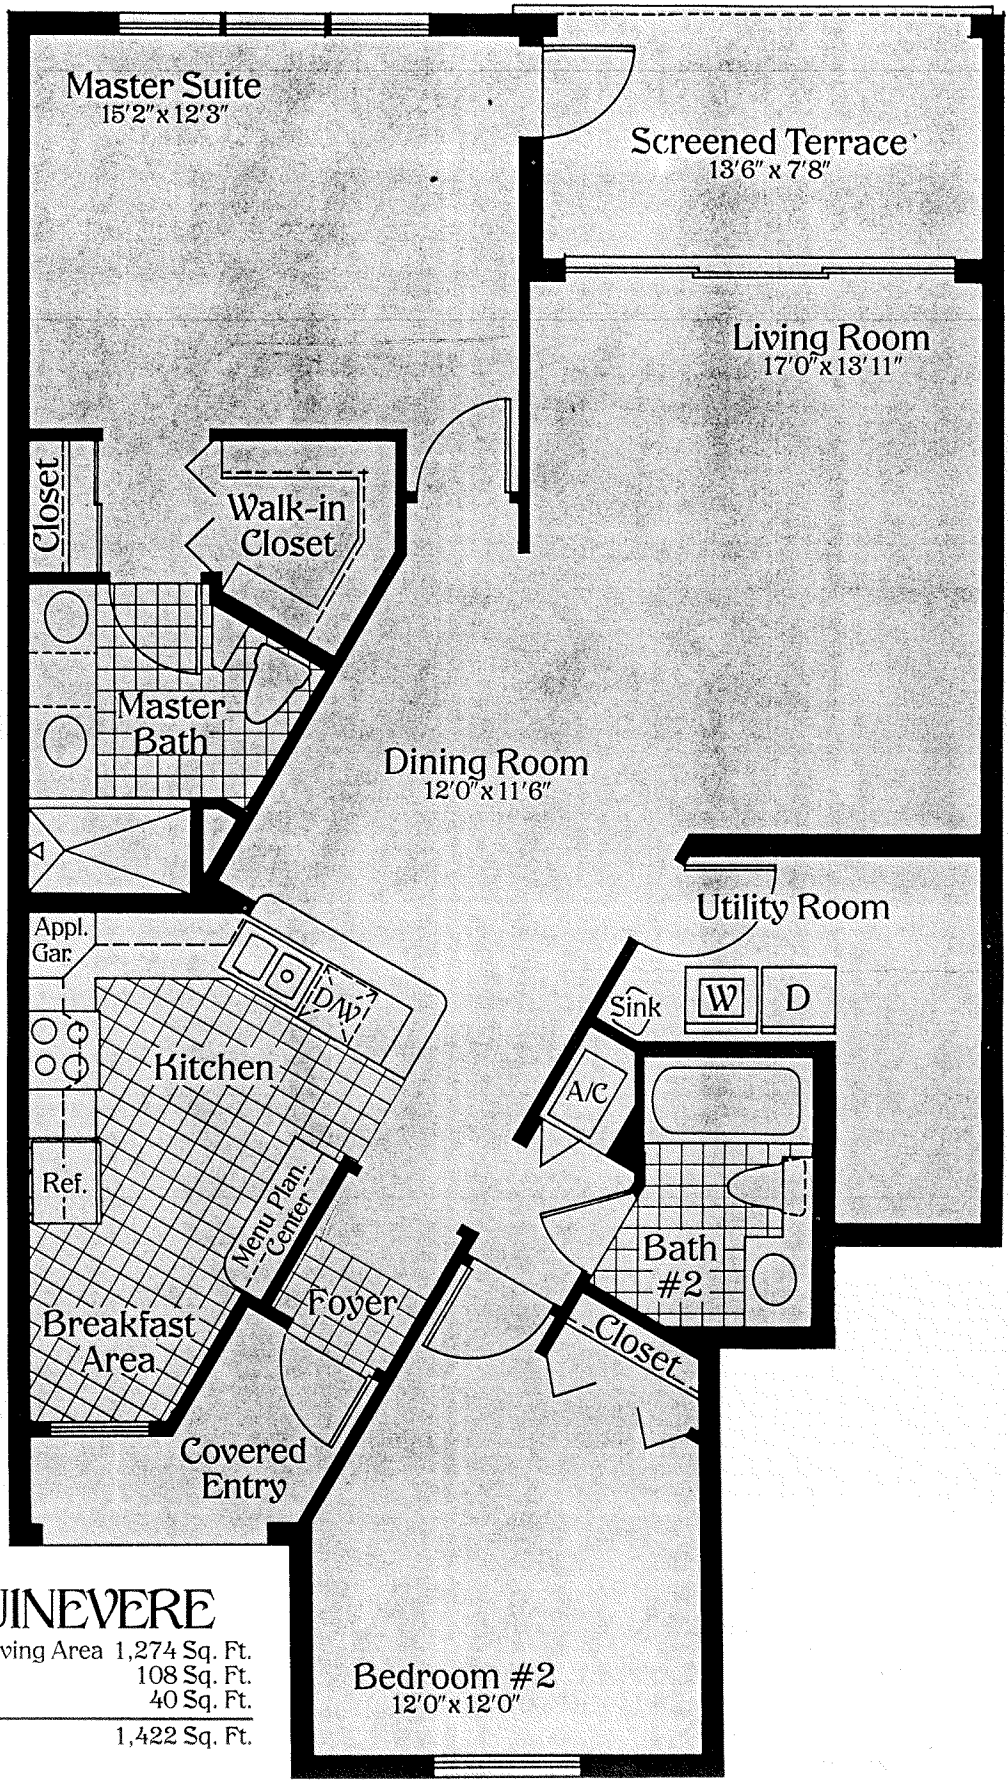 Master Suite
15'2" x 12'3"
Screened Terrace
13'6" x 7'8"
Living Room
17'0" x 13'11"
Closet
Walk-in
Closet
Master
Bath
Dining Room
12'0" x 11'6"
Utility Room
Appl.
Gar.
D/W
Sink
W
D
Kitchen
A/C
Ref.
Menu Plan.
Center
Bath
#2
Foyer
Breakfast
Area
Closet
Covered
Entry
UINEVERE
ving Area 1,274 Sq. Ft.
108 Sq. Ft.
40 Sq. Ft.
1,422 Sq. Ft.
Bedroom #2
12'0" x 12'0"